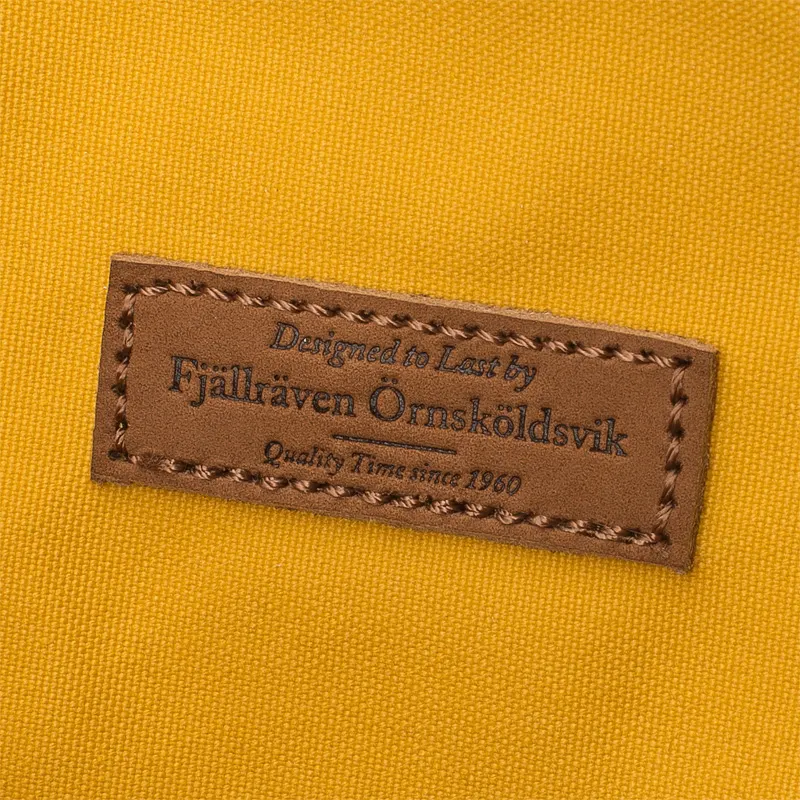 Designed to Last by
Fjällräven Örnsköldsvik
Quality Time since 1960